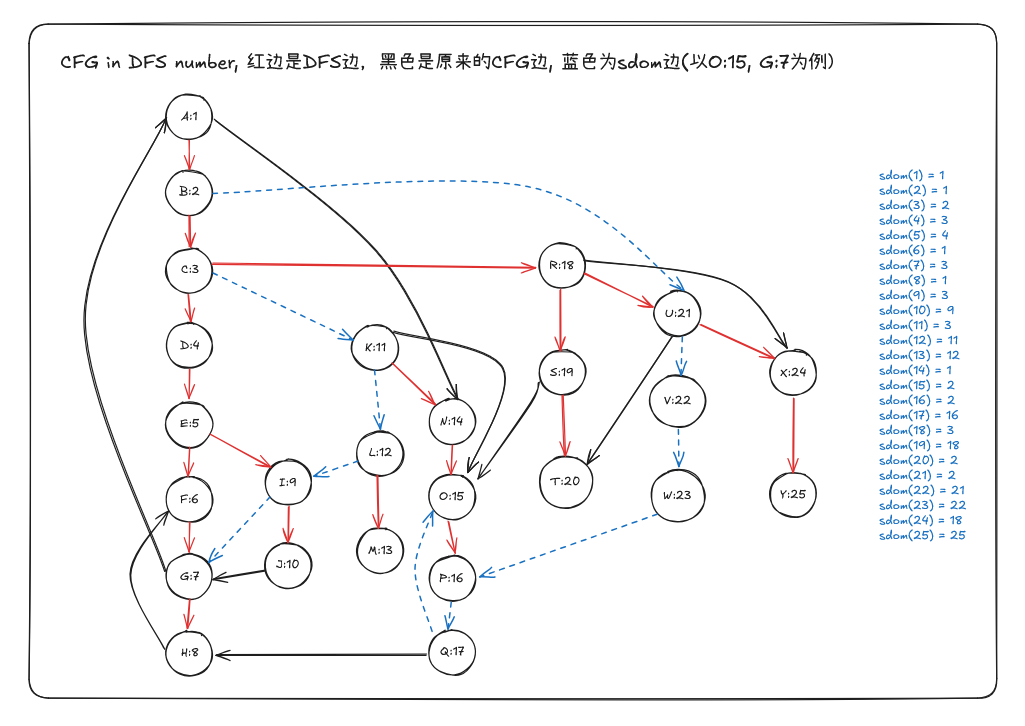 CFG in DFS number, 红边是DFS边, 黑色是原来的CFG边, 蓝色为sdom边(以O:15, G:7为例)
A:1
B:2
C:3
R:18
U:21
D:4
K:11
S:19
X:24
V:22
E:5
N:14
L:12
I:9
T:20
F:6
O:15
W:23
Y:25
M:13
J:10
G:7
P:16
H:8
Q:17
sdom(1) = 1
sdom(2) = 1
sdom(3) = 2
sdom(4) = 3
sdom(5) = 4
sdom(6) = 1
sdom(7) = 3
sdom(8) = 1
sdom(9) = 3
sdom(10) = 9
sdom(11) = 3
sdom(12) = 11
sdom(13) = 12
sdom(14) = 1
sdom(15) = 2
sdom(16) = 2
sdom(17) = 16
sdom(18) = 3
sdom(19) = 18
sdom(20) = 2
sdom(21) = 2
sdom(22) = 21
sdom(23) = 22
sdom(24) = 18
sdom(25) = 25